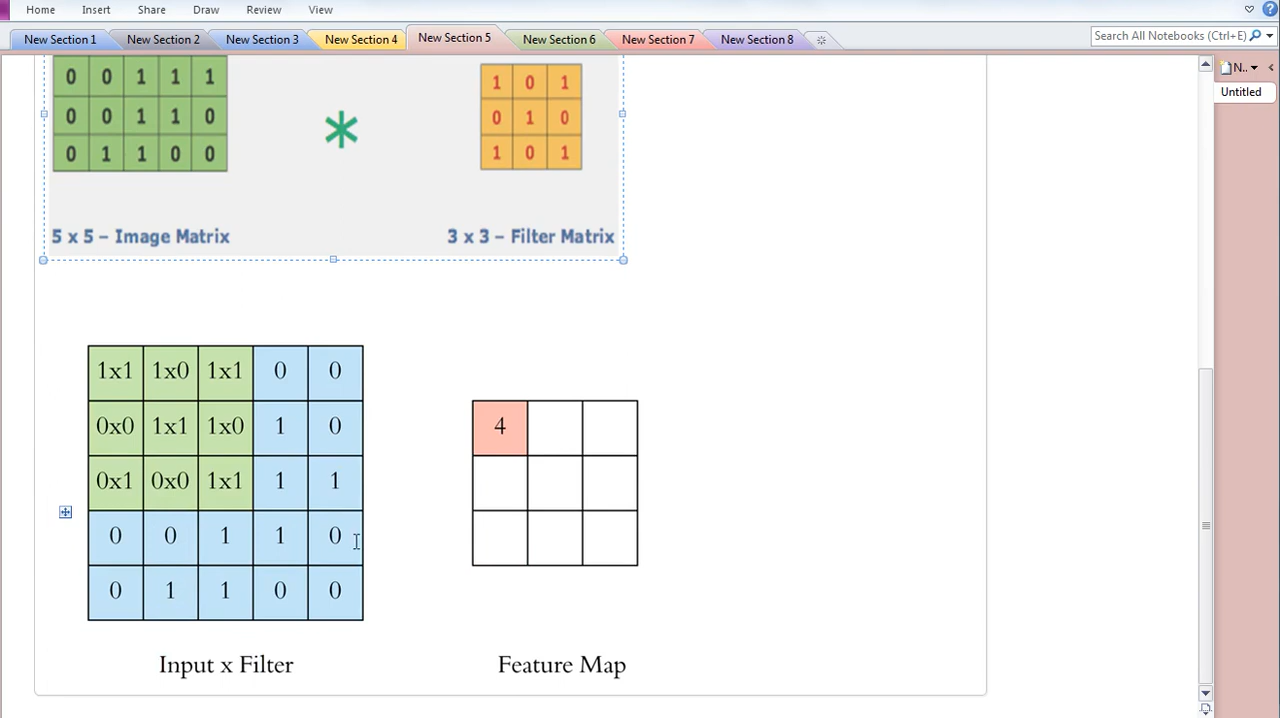 Home Insert Share Draw Review View
New Section 1 New Section 2 New Section 3 New Section 4 New Section 5 New Section 6 New Section 7 New Section 8 Search All Notebooks (Ctrl+E)
N..
Untitled
0 0 1 1 1
0 0 1 1 0
0 1 1 0 0
*
1 0 1
0 1 0
1 0 1
5 x 5 – Image Matrix 3 x 3 – Filter Matrix
1x1 1x0 1x1 0 0
0x0 1x1 1x0 1 0
0x1 0x0 1x1 1 1
0 0 1 1 0
0 1 1 0 0
4
Input x Filter Feature Map